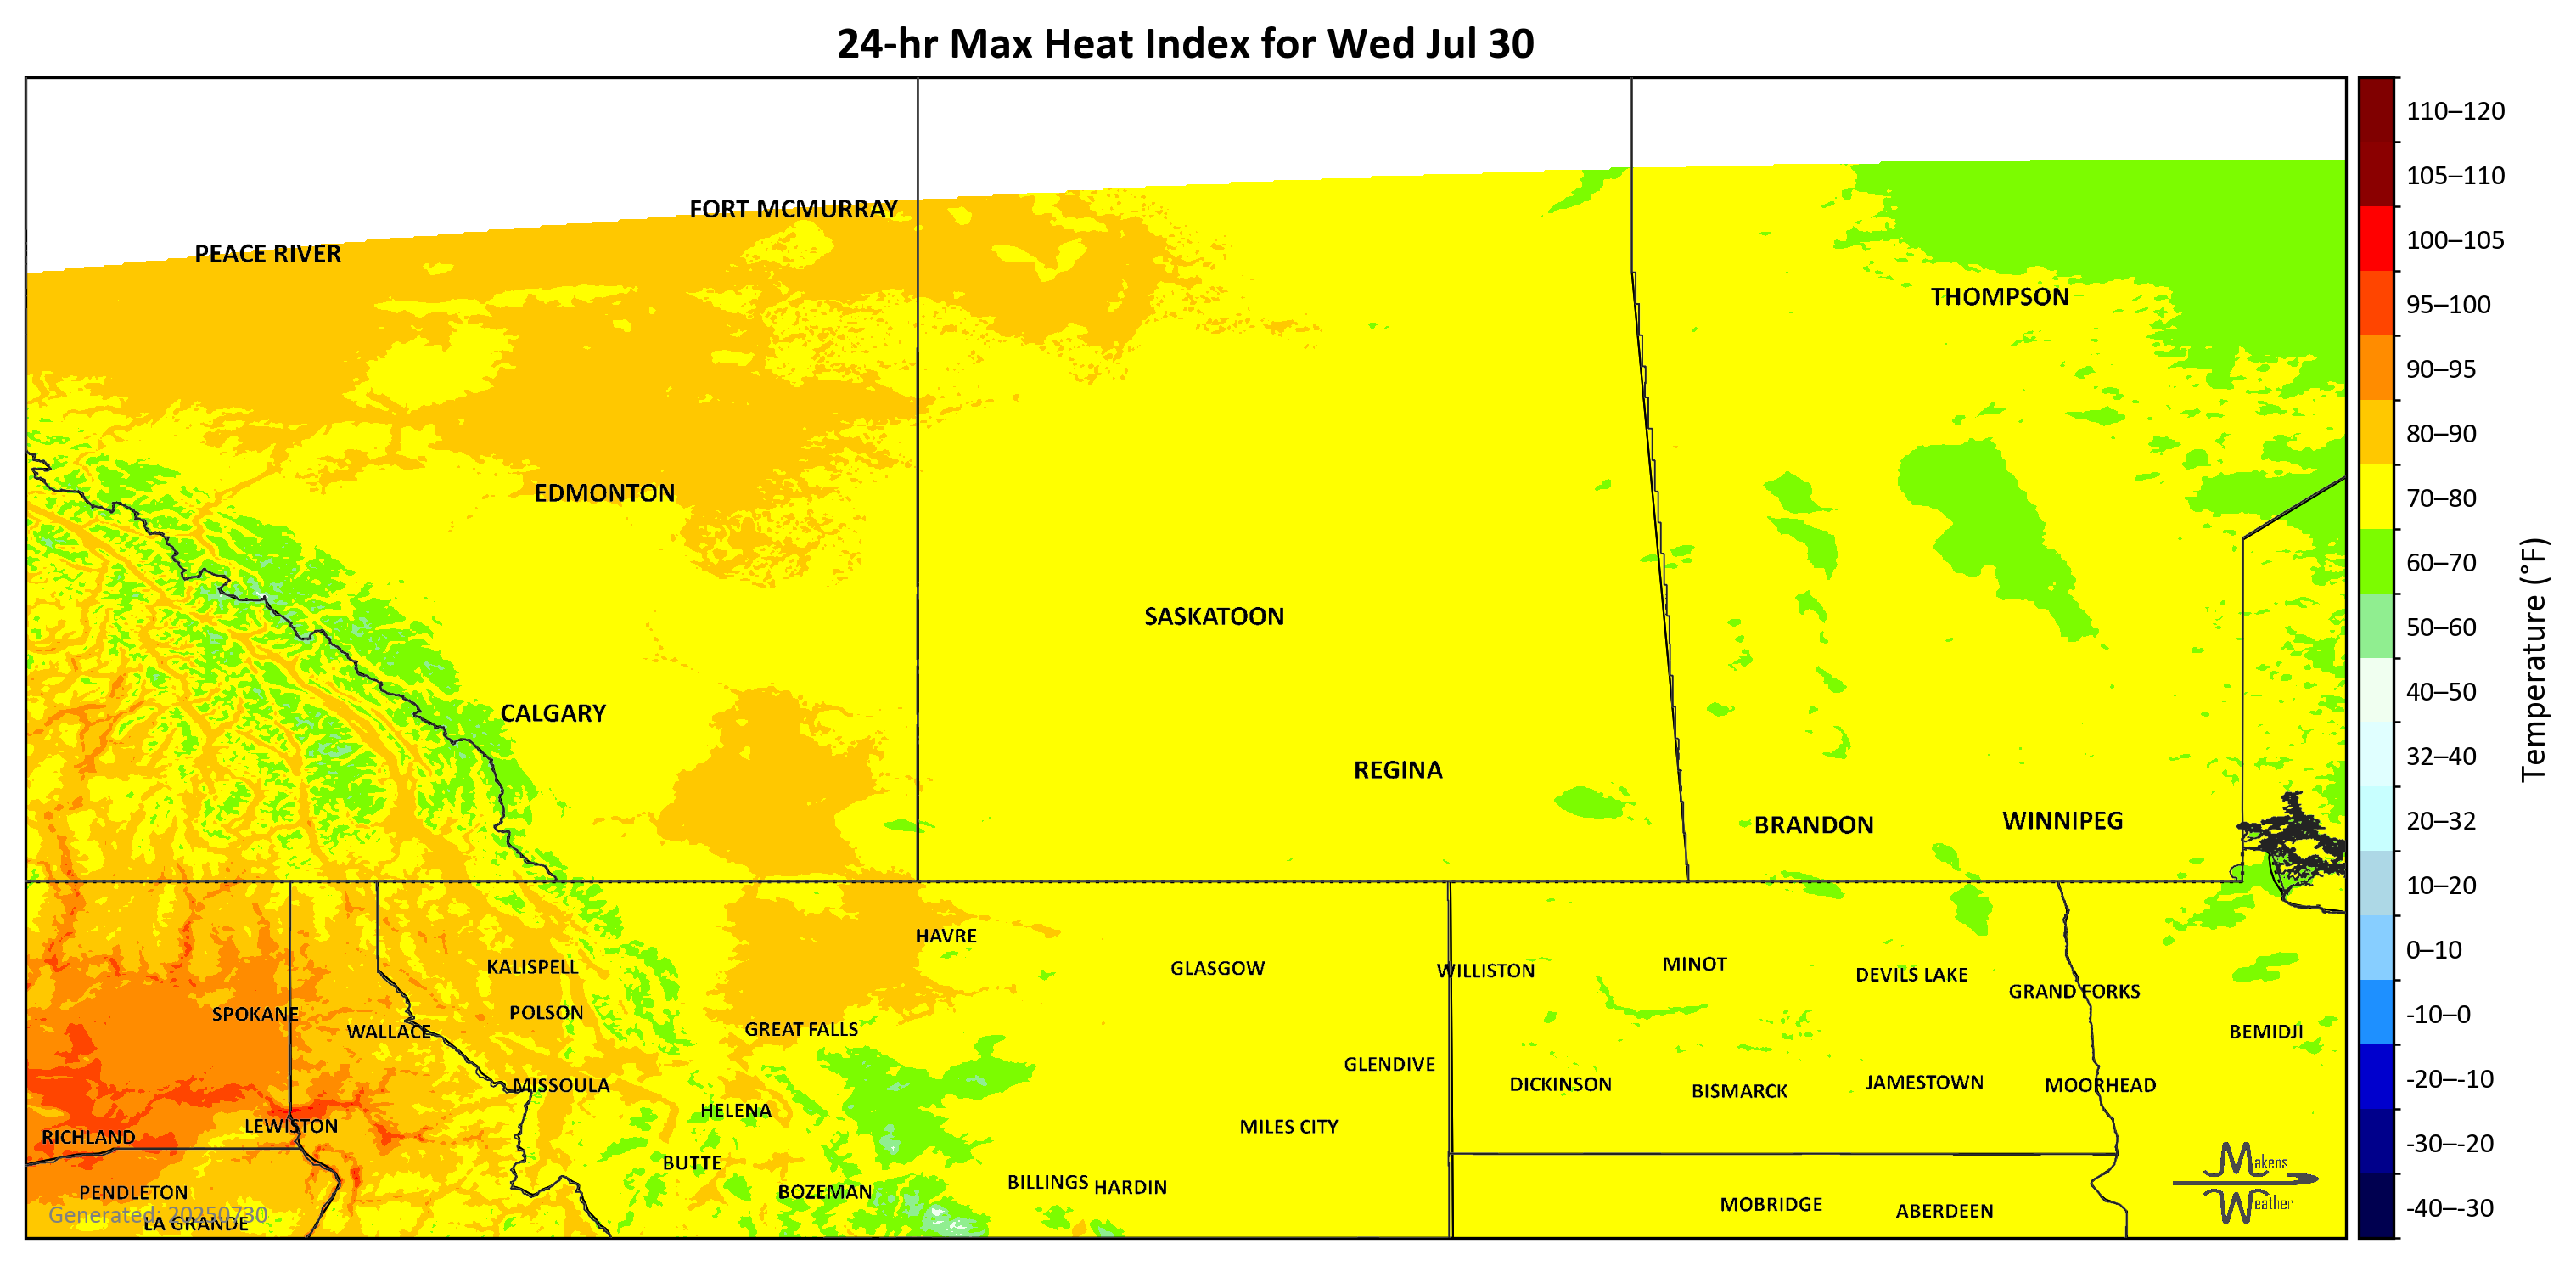 24-hr Max Heat Index for Wed Jul 30
FORT MCMURRAY
PEACE RIVER
THOMPSON
EDMONTON
SASKATOON
CALGARY
REGINA
BRANDON
WINNIPEG
HAVRE
KALISPELL
GLASGOW
WILLISTON
MINOT
DEVILS LAKE
GRAND FORKS
SPOKANE
POLSON
WALLACE
GREAT FALLS
BEMIDJI
GLENDIVE
MISSOULA
DICKINSON
BISMARCK
JAMESTOWN
MOORHEAD
HELENA
LEWISTON
MILES CITY
RICHLAND
BUTTE
PENDLETON
BOZEMAN
BILLINGS
HARDIN
MOBRIDGE
ABERDEEN
Generated: 20250730
LA GRANDE
Makens
Weather
110–120
105–110
100–105
95–100
90–95
80–90
70–80
60–70
50–60
40–50
32–40
20–32
10–20
0–10
-10–0
-20–-10
-30–-20
-40–-30
Temperature (°F)